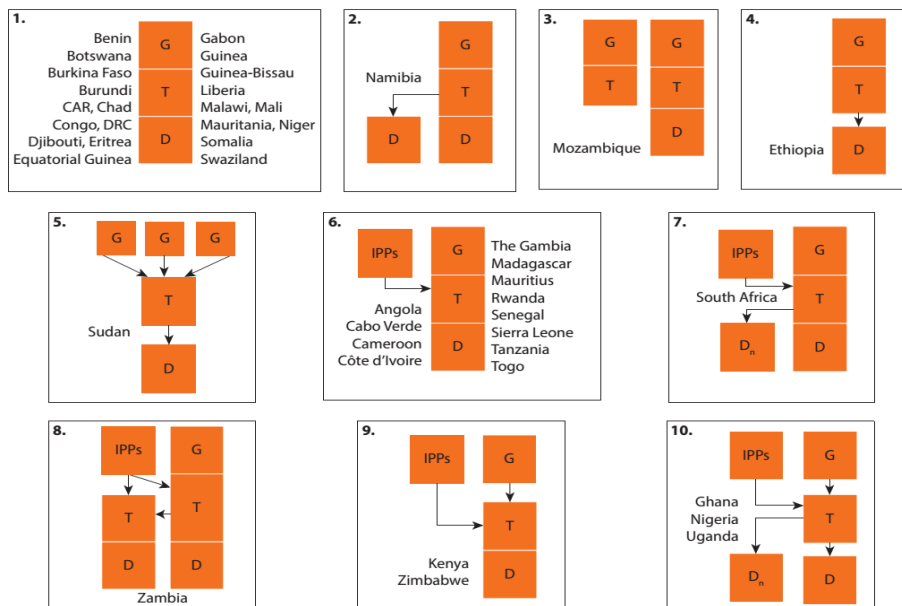 1.
Benin
Botswana
Burkina Faso
Burundi
CAR, Chad
Congo, DRC
Djibouti, Eritrea
Equatorial Guinea
G
T
D
Gabon
Guinea
Guinea-Bissau
Liberia
Malawi, Mali
Mauritania, Niger
Somalia
Swaziland
2.
G
Namibia
T
D
D
3.
G
G
T
T
D
Mozambique
4.
G
T
Ethiopia
D
5.
G
G
G
T
Sudan
D
6.
IPPs
Angola
Cabo Verde
Cameroon
Côte d’Ivoire
G
T
D
The Gambia
Madagascar
Mauritius
Rwanda
Senegal
Sierra Leone
Tanzania
Togo
7.
IPPs
G
South Africa
T
Dn
D
8.
IPPs
G
T
T
D
D
Zambia
9.
IPPs
G
T
Kenya
Zimbabwe
D
10.
IPPs
G
Ghana
Nigeria
Uganda
T
Dn
D